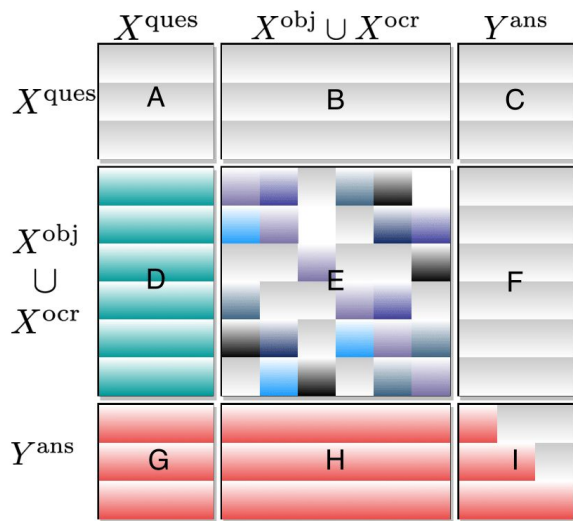 X^ques X^obj ∪ X^ocr Y^ans
X^ques A B C
X^obj
∪
X^ocr
D E F
Y^ans G H I